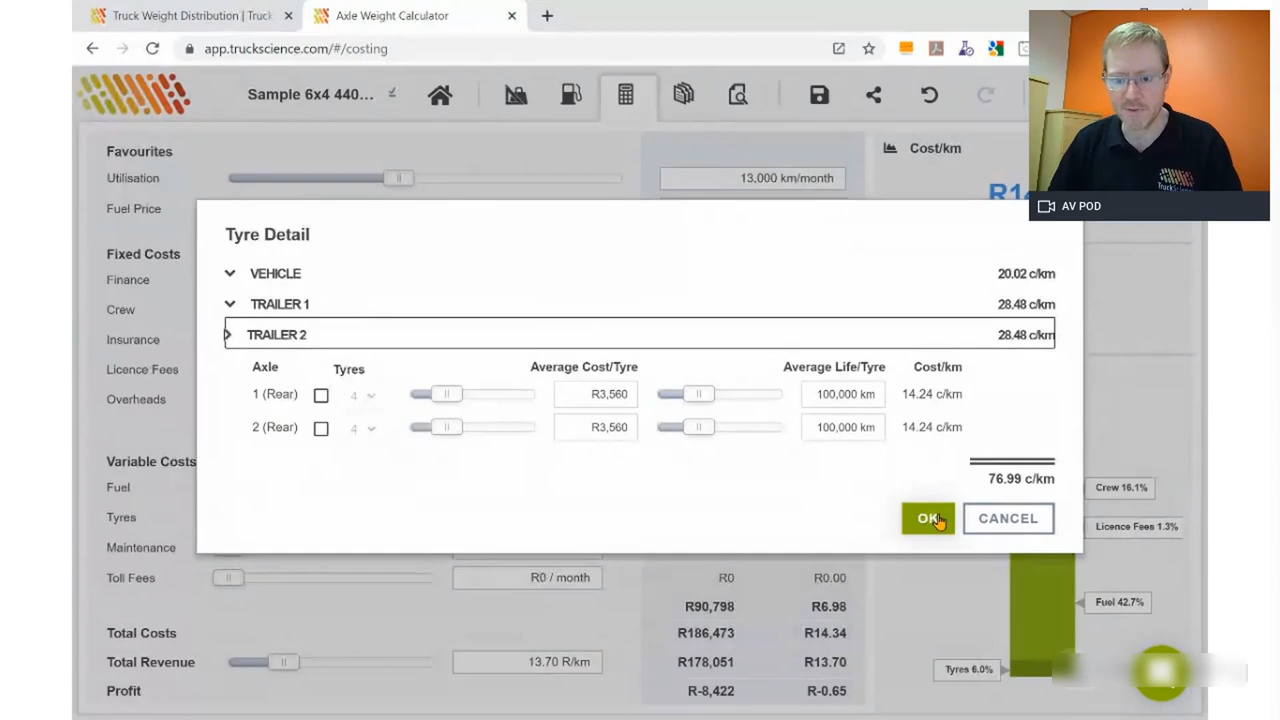 Truck Weight Distribution | Truck
Axle Weight Calculator
app.truckscience.com/#/costing
Sample 6x4 440...
Favourites
Utilisation
13,000 km/month
Cost/km
Fuel Price
R14
TruckScience
AV POD
Fixed Costs
Finance
Crew
Insurance
Licence Fees
Overheads
Tyre Detail
VEHICLE 20.02 c/km
TRAILER 1 28.48 c/km
TRAILER 2 28.48 c/km
Axle Tyres Average Cost/Tyre Average Life/Tyre Cost/km
1 (Rear) 4 R3,560 100,000 km 14.24 c/km
2 (Rear) 4 R3,560 100,000 km 14.24 c/km
76.99 c/km
OK CANCEL
Variable Costs
Fuel
Tyres
Maintenance
Toll Fees R0 / month R0 R0.00
R90,798 R6.98
Total Costs R186,473 R14.34
Total Revenue 13.70 R/km R178,051 R13.70
Profit R-8,422 R-0.65
Crew 16.1%
Licence Fees 1.3%
Fuel 42.7%
Tyres 6.0%